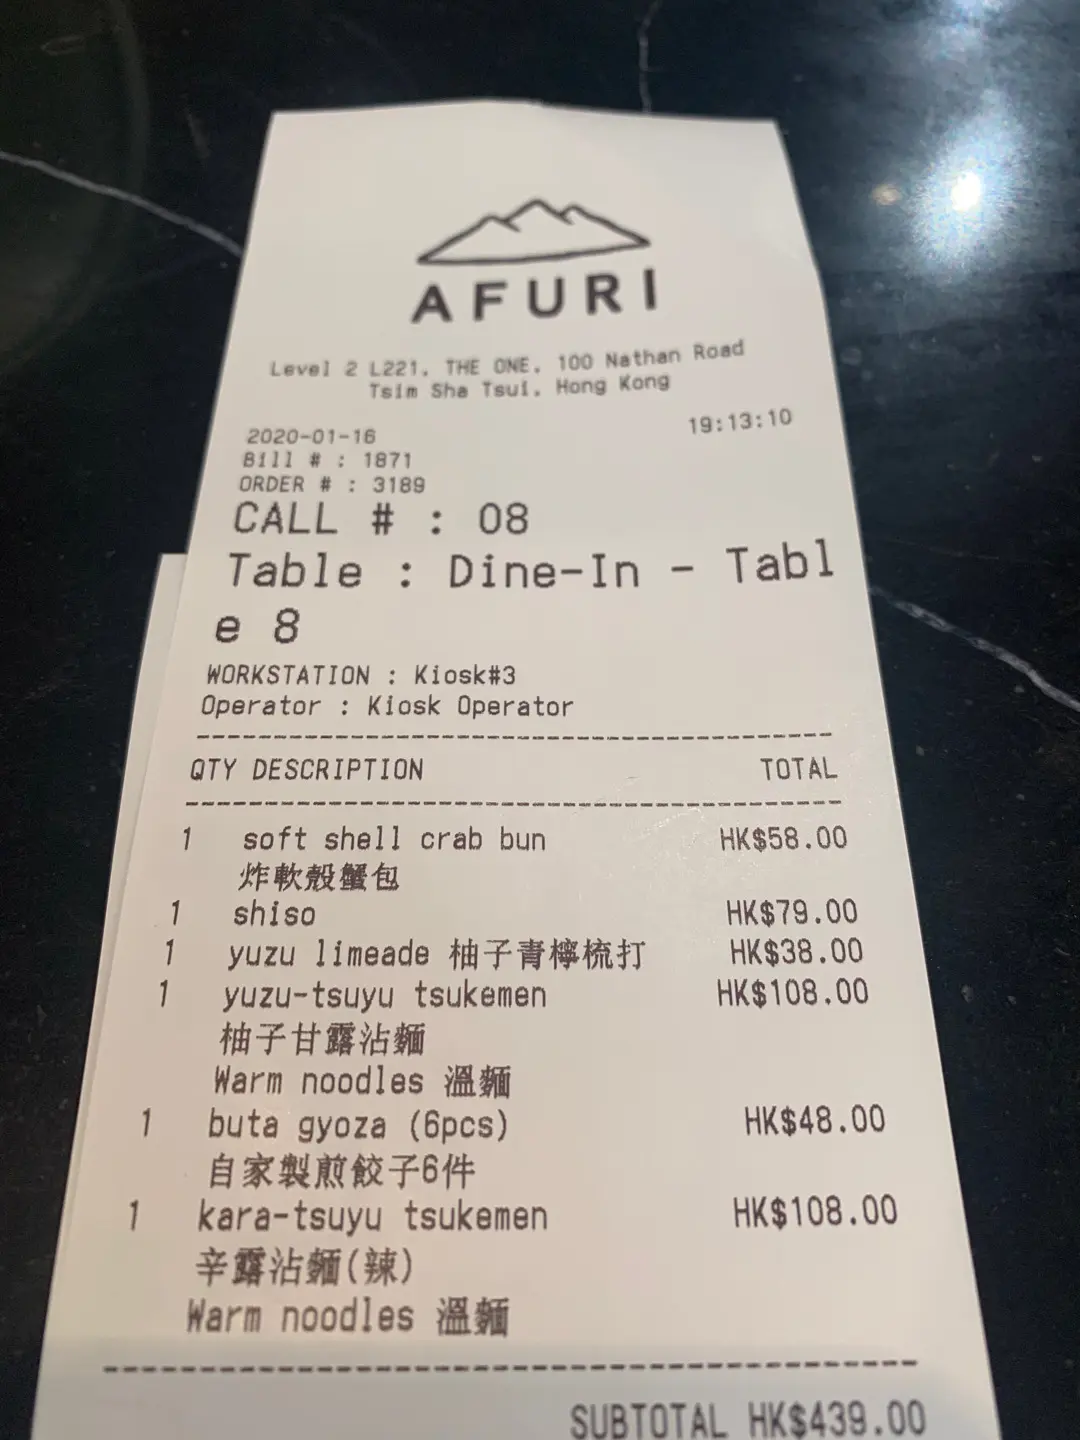 AFURI
Level 2 L221, THE ONE, 100 Nathan Road
Tsim Sha Tsui, Hong Kong
2020-01-16 19:13:10
Bill # : 1871
ORDER # : 3189
CALL # : 08
Table : Dine-In - Tabl
e 8
WORKSTATION : Kiosk#3
Operator : Kiosk Operator
QTY DESCRIPTION TOTAL
1 soft shell crab bun HK$58.00
炸軟殼蟹包
1 shiso HK$79.00
1 yuzu limeade 柚子青檸梳打 HK$38.00
1 yuzu-tsuyu tsukemen HK$108.00
柚子甘露沾麵
Warm noodles 溫麵
1 buta gyoza (6pcs) HK$48.00
自家製煎餃子6件
1 kara-tsuyu tsukemen HK$108.00
辛露沾麵(辣)
Warm noodles 溫麵
SUBTOTAL HK$439.00